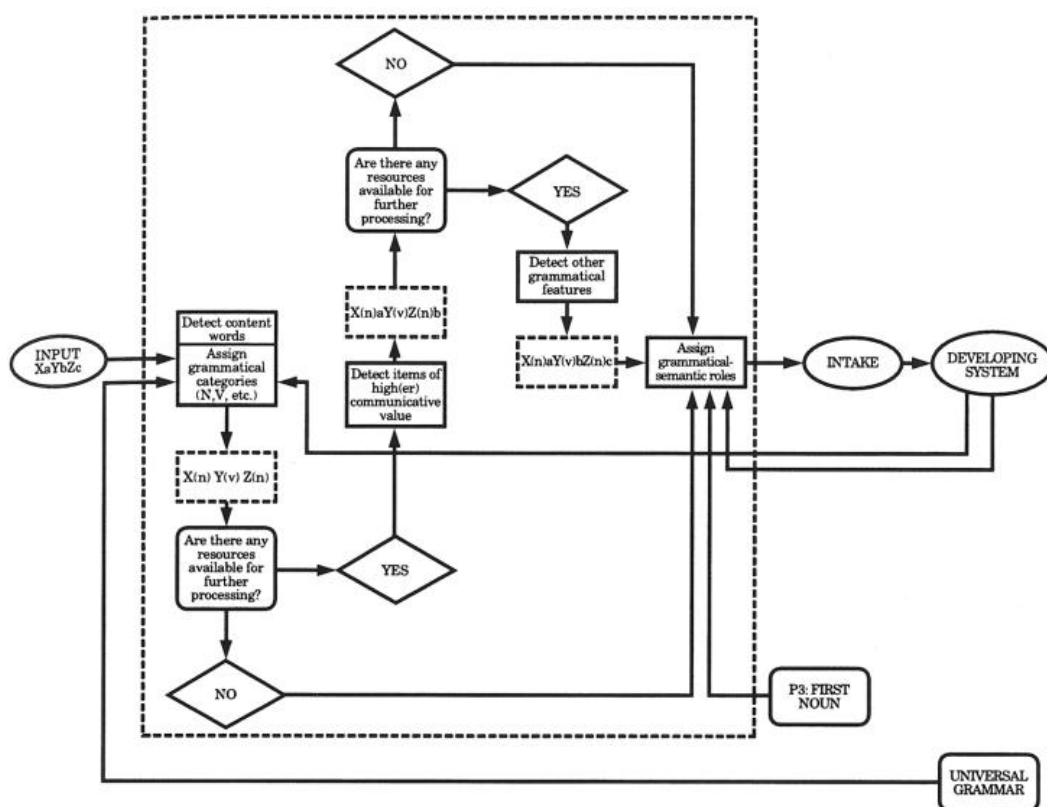 NO
Are there any
resources
available for
further
processing?
YES
Detect other
grammatical
features
X(n)aY(v)Z(n)b
X(n)aY(v)bZ(n)c
Detect content
words
Assign
grammatical
categories
(N,V, etc.)
INPUT
XaYbZc
Detect items of
high(er)
communicative
value
Assign
grammatical-
semantic roles
INTAKE
DEVELOPING
SYSTEM
X(n) Y(v) Z(n)
Are there any
resources
available for
further
processing?
YES
NO
P3: FIRST
NOUN
UNIVERSAL
GRAMMAR